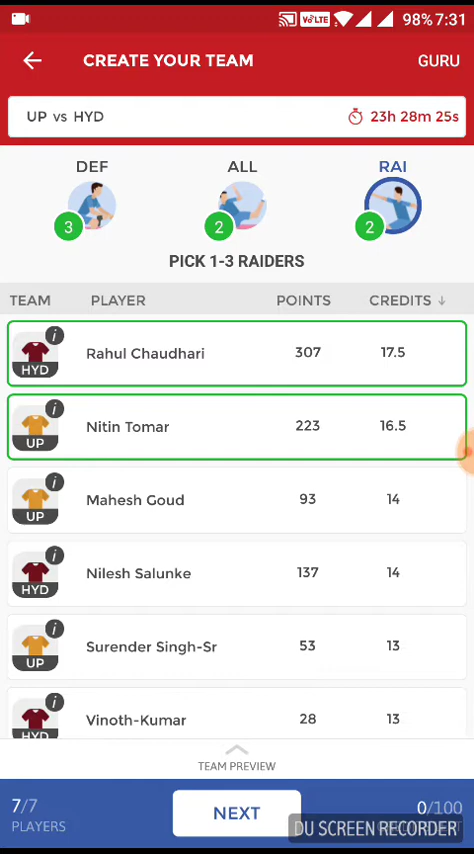 VoLTE 98% 7:31
CREATE YOUR TEAM GURU
UP vs HYD 23h 28m 25s
DEF ALL RAI
3 2 2
PICK 1-3 RAIDERS
TEAM PLAYER POINTS CREDITS ↓
i
HYD Rahul Chaudhari 307 17.5
i
UP Nitin Tomar 223 16.5
i
UP Mahesh Goud 93 14
i
HYD Nilesh Salunke 137 14
i
UP Surender Singh-Sr 53 13
i
HYD Vinoth-Kumar 28 13
TEAM PREVIEW
7/7 NEXT 0/100
PLAYERS
DU SCREEN RECORDER